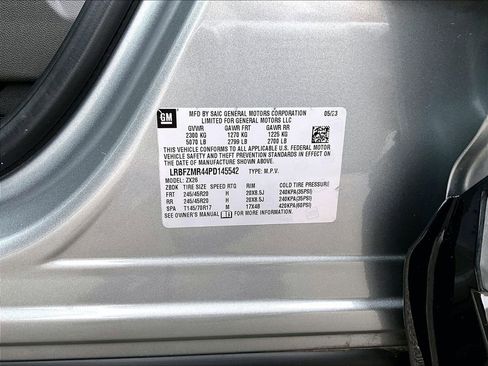 GM
MFD BY SAIC GENERAL MOTORS CORPORATION 05/23
LIMITED FOR GENERAL MOTORS LLC
GVWR GAWR FRT GAWR RR
2300 KG 1270 KG 1225 KG
5070 LB 2799 LB 2700 LB
THIS VEHICLE CONFORMS TO ALL APPLICABLE
U.S. FEDERAL MOTOR VEHICLE SAFETY, BUMPER, AND
THEFT PREVENTION STANDARDS IN EFFECT ON THE
DATE OF MANUFACTURE SHOWN ABOVE.
LRBFZMR44PD145542 TYPE: M.P.V.
MODEL: ZX26
ZBDK TIRE SIZE SPEED RTG RIM COLD TIRE PRESSURE
FRT 245/45R20 H 20X8.5J 240KPA(35PSI)
RR 245/45R20 H 20X8.5J 240KPA(35PSI)
SPA T145/70R17 M 17X4B 420KPA(60PSI)
SEE OWNER'S MANUAL FOR MORE INFORMATION.